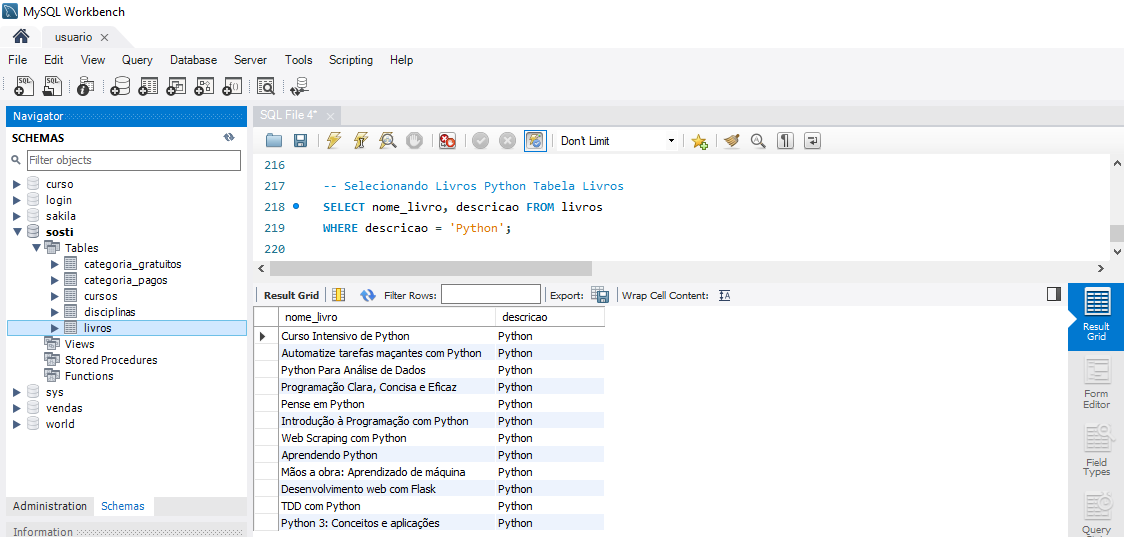 MySQL Workbench
usuario
File Edit View Query Database Server Tools Scripting Help
Navigator
SCHEMAS
Filter objects
curso
login
sakila
sosti
Tables
categoria_gratuitos
categoria_pagos
cursos
disciplinas
livros
Views
Stored Procedures
Functions
sys
vendas
world
Administration Schemas
Information
SQL File 4*
Don't Limit
216
217 -- Selecionando Livros Python Tabela Livros
218 SELECT nome_livro, descricao FROM livros
219 WHERE descricao = 'Python';
220
Result Grid Filter Rows: Export: Wrap Cell Content:
nome_livro descricao
Curso Intensivo de Python Python
Automatize tarefas maçantes com Python Python
Python Para Análise de Dados Python
Programação Clara, Concisa e Eficaz Python
Pense em Python Python
Introdução à Programação com Python Python
Web Scraping com Python Python
Aprendendo Python Python
Mãos a obra: Aprendizado de máquina Python
Desenvolvimento web com Flask Python
TDD com Python Python
Python 3: Conceitos e aplicações Python
Result
Grid
Form
Editor
Field
Types
Query